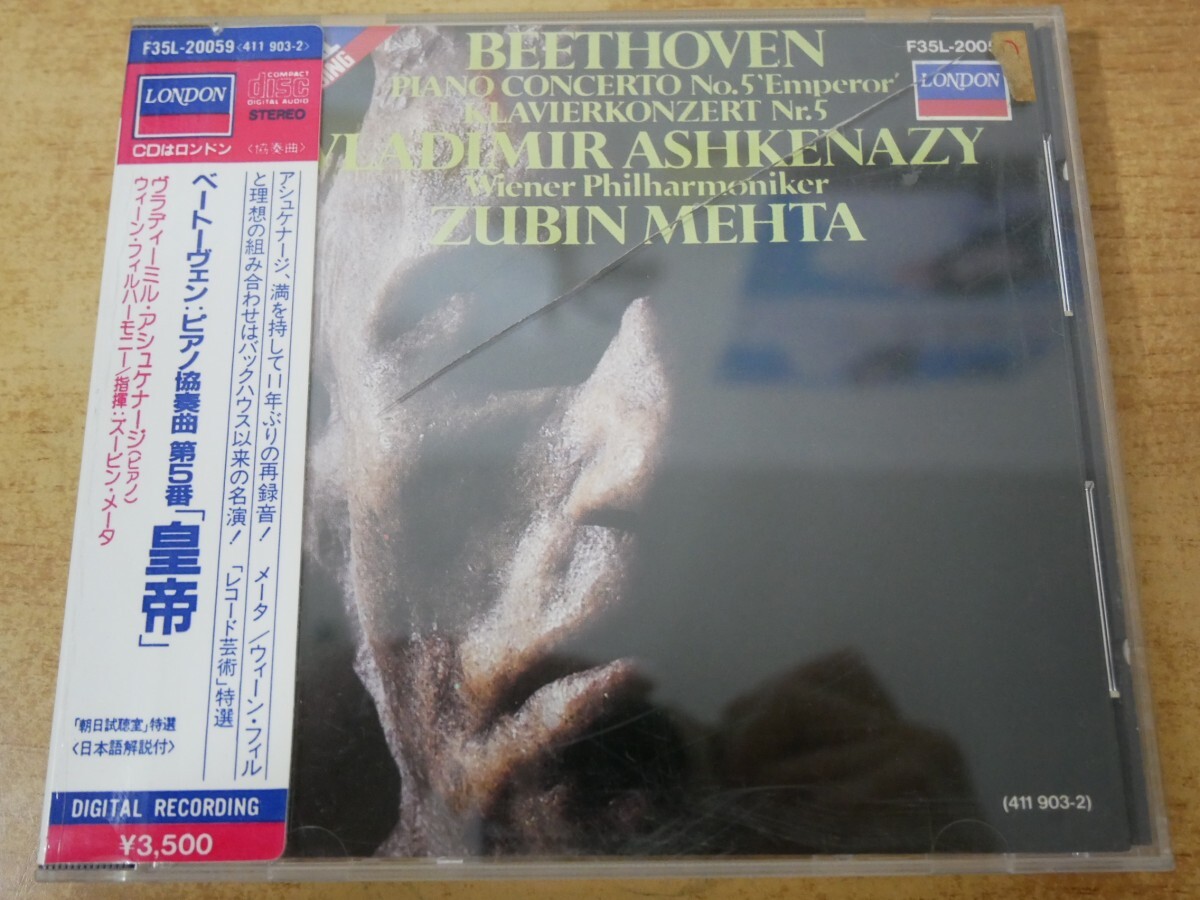 F35L-20059<411 903-2>
LONDON
COMPACT
disc
DIGITAL AUDIO
STEREO
CDはロンドン 〈協奏曲〉
アシュケナージ、満を持して11年ぶりの再録音! メータ/ウィーン・フィル
と理想の組み合わせはバックハウス以来の名演! 「レコード芸術」特選
ベートーヴェン:ピアノ協奏曲 第5番「皇帝」
ヴラディーミル・アシュケナージ(ピアノ)
ウィーン・フィルハーモニー/指揮:ズービン・メータ
「朝日試聴室」特選
〈日本語解説付〉
DIGITAL RECORDING
¥3,500
BEETHOVEN
PIANO CONCERTO No.5 'Emperor'
KLAVIERKONZERT Nr.5
VLADIMIR ASHKENAZY
Wiener Philharmoniker
ZUBIN MEHTA
F35L-2005
LONDON
(411 903-2)